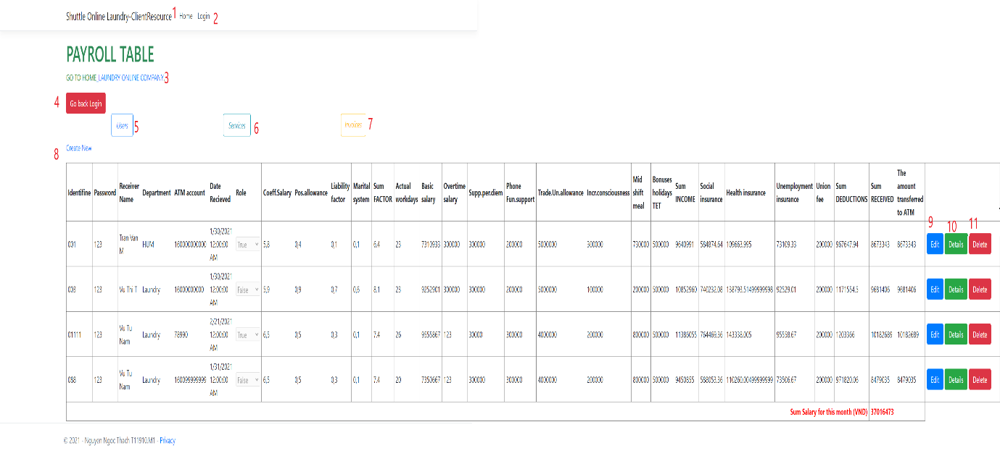 Shuttle Online Laundry-ClientResource 1 Home Login 2
PAYROLL TABLE
GO TO HOME_LAUNDRY ONLINE COMPANY 3
4 Go back Login
Users 5 Services 6 Invoices 7
Create New
8
Identifine Password Receiver Name Department ATM account Date Recieved Role Coeff.Salary Pos.allowance Liability factor Marital system Sum FACTOR Actual workdays Basic salary Overtime salary Supp.per.diem Phone Fun.support Trade.Un.allowance Incr.consciousness Mid shift meal Bonuses holidays TET Sum INCOME Social insurance Health insurance Unemployment insurance Union fee Sum DEDUCTIONS Sum RECEIVED The amount transferred to ATM
9 10 11
001 123 Tran Van M HUM 160000000000 1/30/2021 12:00:00 AM True 5,8 0,4 0,1 0,1 6.4 23 7310933 300000 300000 200000 5000000 300000 730000 500000 9640991 584874.64 109663.995 73109.33 200000 967647.94 8673343 8673343 Edit Details Delete
003 123 Vu Thi T Laundry 16000000000 1/30/2021 12:00:00 AM False 5,9 0,9 0,7 0,6 8.1 23 9252901 300000 300000 200000 5000000 100000 200000 500000 10852960 740232.08 138793.51499999998 92529.01 200000 1171554.5 9681406 9681406 Edit Details Delete
01111 123 Vu Tu Nam Laundry 78990 2/21/2021 12:00:00 AM True 6,5 0,5 0,3 0,1 7.4 26 9555867 123 30000 300000 4000000 200000 800000 500000 11386055 764469.36 143338.005 95558.67 200000 1203366 10182689 10182689 Edit Details Delete
088 123 Vu Tu Nam Laundry 160099999999 1/31/2021 12:00:00 AM False 6,5 0,5 0,3 0,1 7.4 20 7350667 123 300000 300000 4000000 200000 800000 500000 9450855 588053.36 110260.00499999999 73506.67 200000 971820.06 8479035 8479035 Edit Details Delete
Sum Salary for this month (VND) 37016473
© 2021 - Nguyen Ngoc Thach T11910.M1 - Privacy